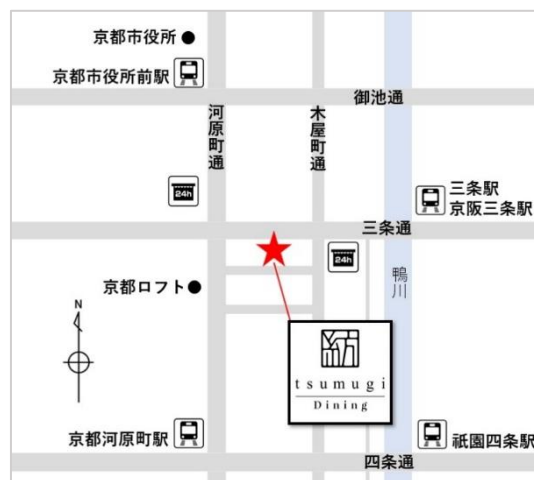 京都市役所
京都市役所前駅
御池通
河原町通
木屋町通
24h
三条駅
京阪三条駅
三条通
24h
鴨川
京都ロフト
N
tsumugi
Dining
京都河原町駅
祇園四条駅
四条通